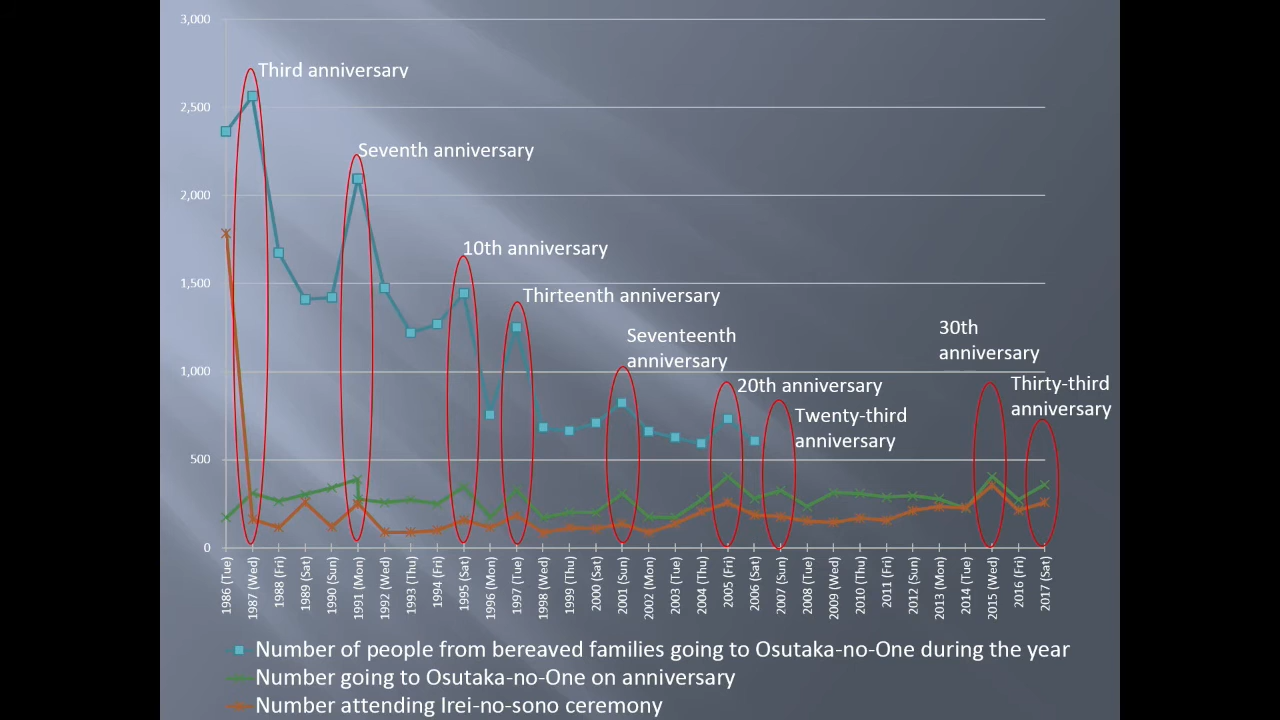 3,000
Third anniversary
2,500
Seventh anniversary
2,000
10th anniversary
1,500
Thirteenth anniversary
Seventeenth
anniversary
30th
anniversary
1,000
20th anniversary
Thirty-third
anniversary
Twenty-third
anniversary
500
0
1986 (Tue)
1987 (Wed)
1988 (Fri)
1989 (Sat)
1990 (Sun)
1991 (Mon)
1992 (Wed)
1993 (Thu)
1994 (Fri)
1995 (Sat)
1996 (Mon)
1997 (Tue)
1998 (Wed)
1999 (Thu)
2000 (Sat)
2001 (Sun)
2002 (Mon)
2003 (Tue)
2004 (Thu)
2005 (Fri)
2006 (Sat)
2007 (Sun)
2008 (Tue)
2009 (Wed)
2010 (Thu)
2011 (Fri)
2012 (Sun)
2013 (Mon)
2014 (Tue)
2015 (Wed)
2016 (Fri)
2017 (Sat)
Number of people from bereaved families going to Osutaka-no-One during the year
Number going to Osutaka-no-One on anniversary
Number attending Irei-no-sono ceremony